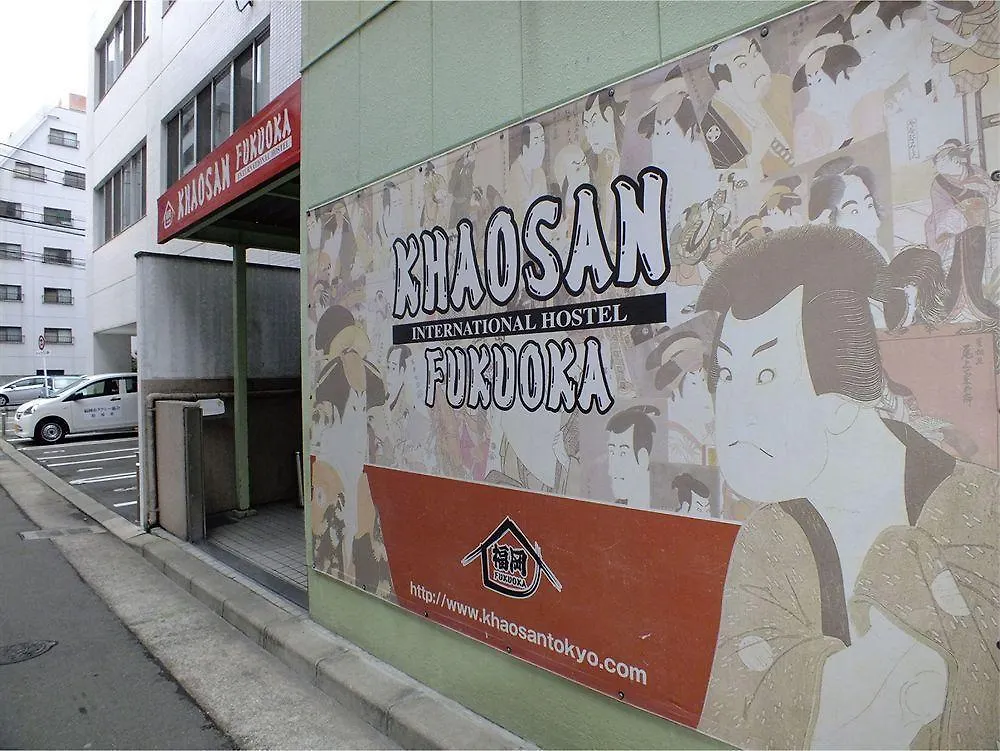 KHAOSAN FUKUOKA
INTERNATIONAL HOSTEL
KHAOSAN
INTERNATIONAL HOSTEL
FUKUOKA
福岡
FUKUOKA
http://www.khaosantokyo.com